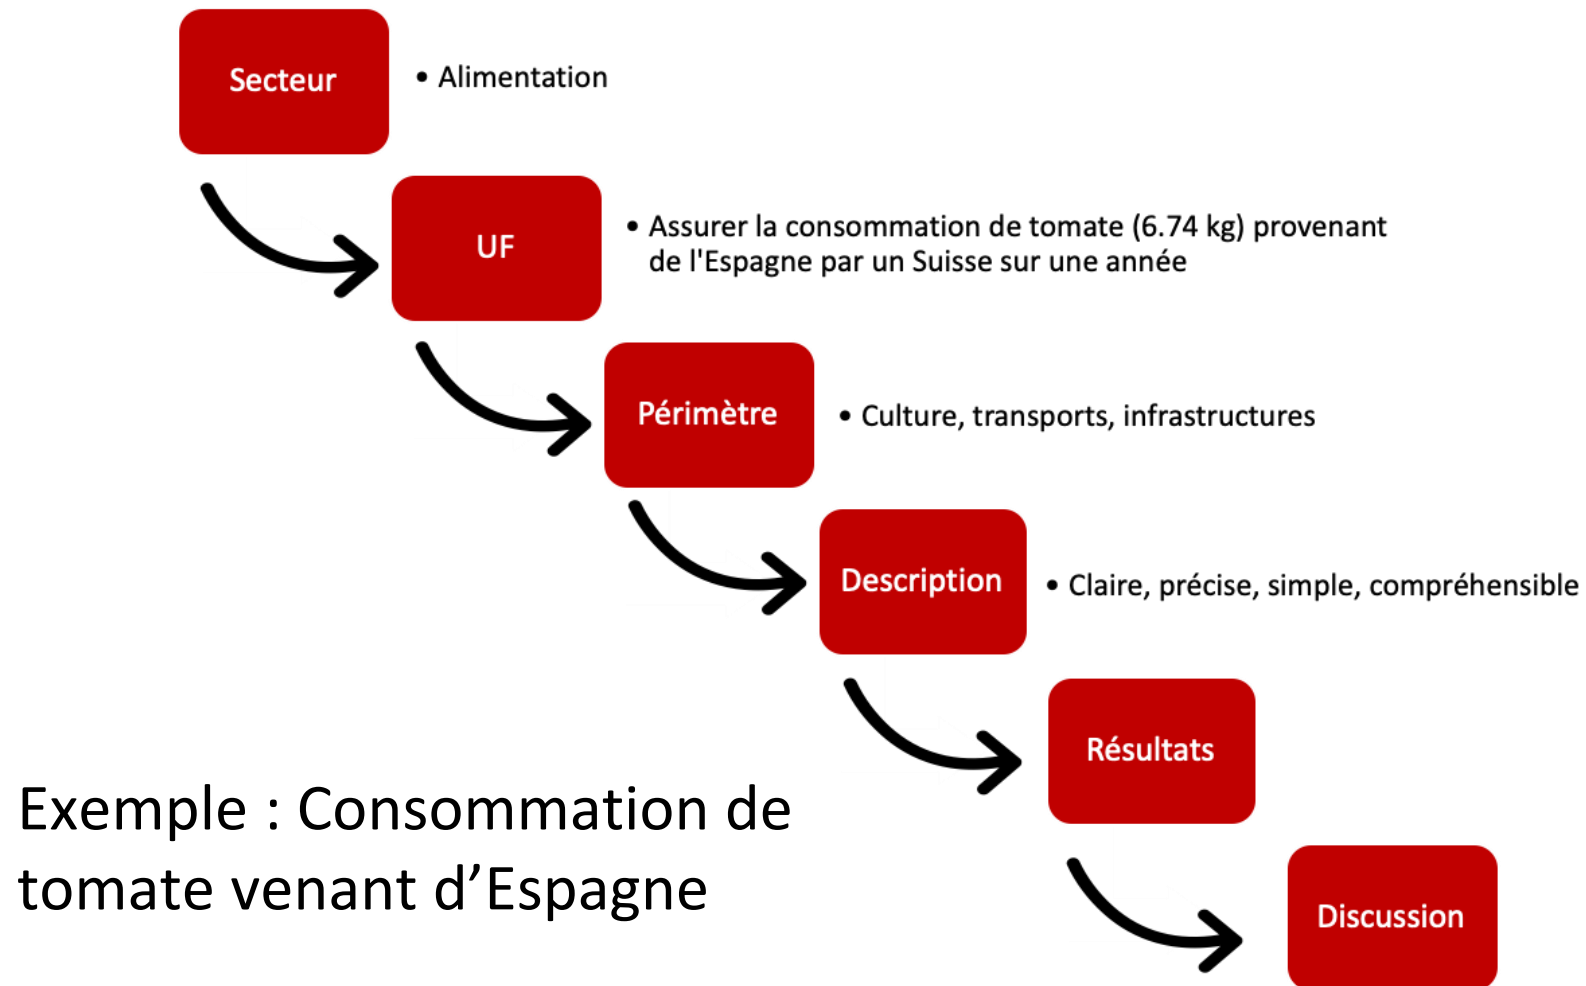 Secteur
• Alimentation
UF
• Assurer la consommation de tomate (6.74 kg) provenant
de l'Espagne par un Suisse sur une année
Périmètre
• Culture, transports, infrastructures
Description
• Claire, précise, simple, compréhensible
Résultats
Exemple : Consommation de
tomate venant d’Espagne
Discussion